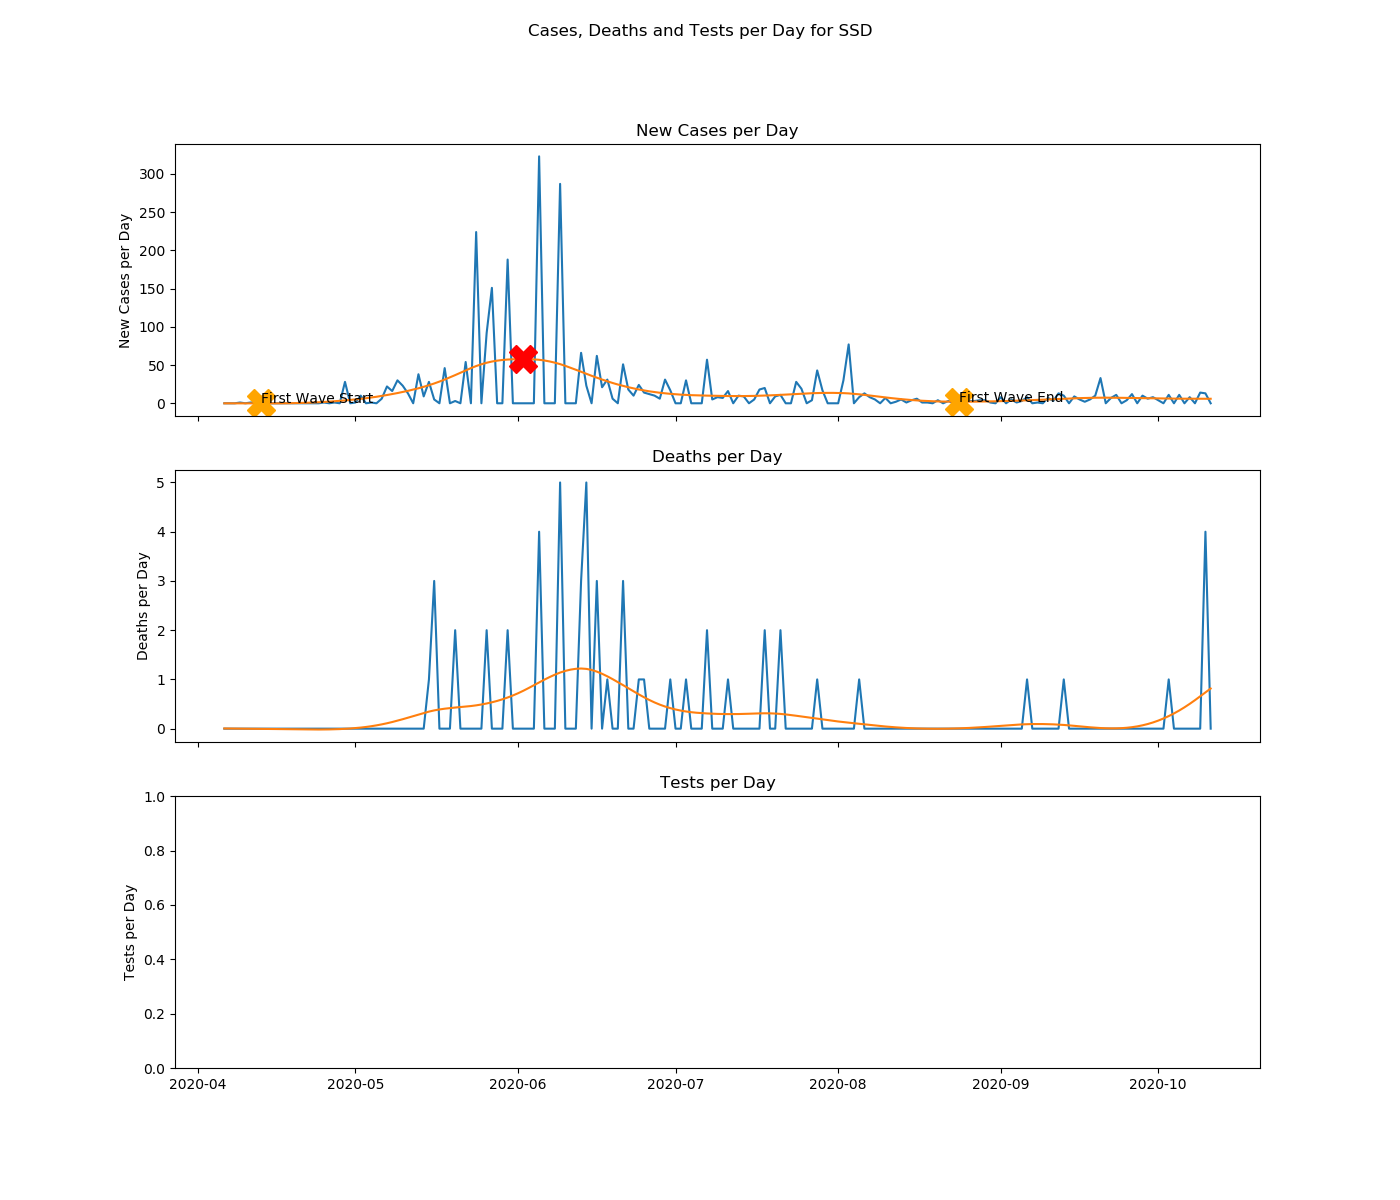 Cases, Deaths and Tests per Day for SSD
New Cases per Day
New Cases per Day
300
250
200
150
100
50
0
First Wave Start
First Wave End
Deaths per Day
Deaths per Day
5
4
3
2
1
0
Tests per Day
Tests per Day
1.0
0.8
0.6
0.4
0.2
0.0
2020-04 2020-05 2020-06 2020-07 2020-08 2020-09 2020-10